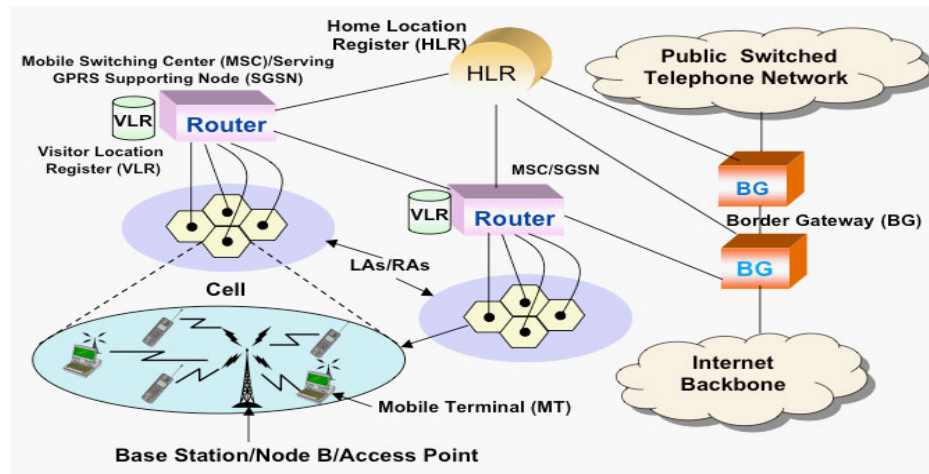 Home Location
Register (HLR)
Mobile Switching Center (MSC)/Serving
GPRS Supporting Node (SGSN)
HLR
Public Switched
Telephone Network
VLR
Router
Visitor Location
Register (VLR)
MSC/SGSN
BG
VLR
Router
Border Gateway (BG)
BG
LAs/RAs
Cell
Internet
Backbone
Mobile Terminal (MT)
Base Station/Node B/Access Point